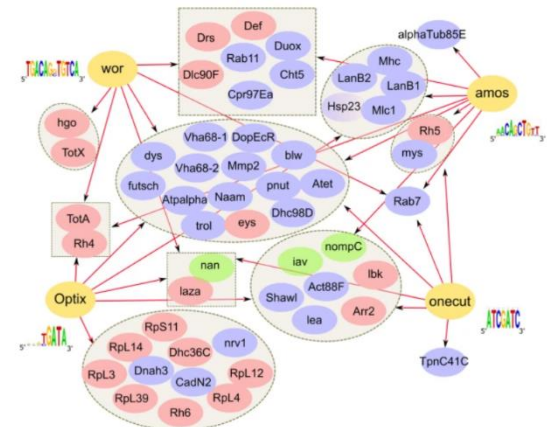 alphaTub85E
Drs
Def
Duox
Rab11
Dlc90F
Cht5
Cpr97Ea
Mhc
LanB2
LanB1
Hsp23
Mlc1
wor
amos
hgo
TotX
Rh5
mys
Vha68-1
DopEcR
dys
blw
Vha68-2
Mmp2
futsch
pnut
Atet
Atpalpha
Naam
Dhc98D
trol
eys
Rab7
TotA
Rh4
nan
laza
nompC
iav
lbk
Act88F
Shawl
Arr2
lea
Optix
onecut
5' ATCGATC 3'
RpS11
RpL14
nrv1
Dhc36C
RpL3
Dnah3
RpL12
CadN2
RpL39
RpL4
Rh6
TpnC41C